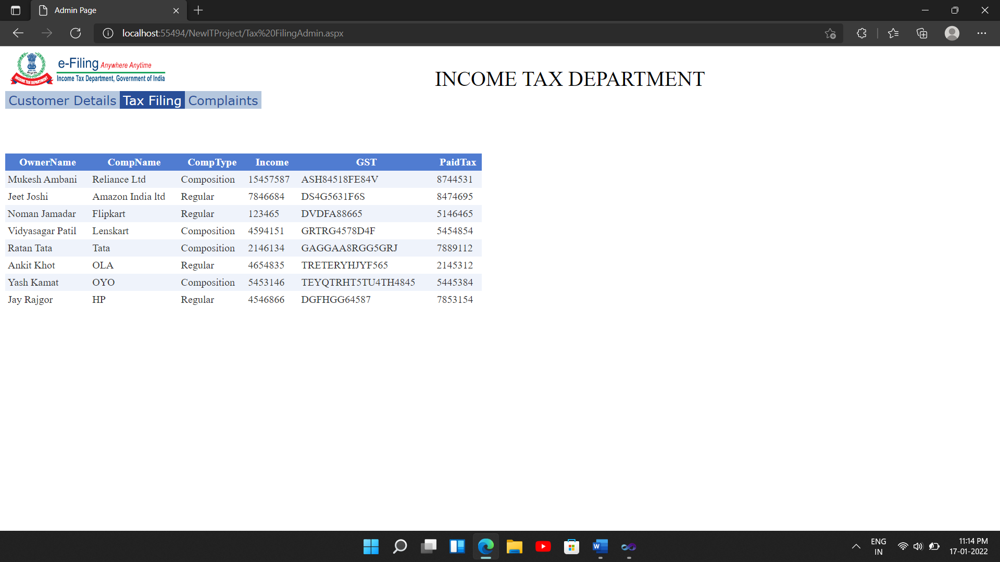 Admin Page
localhost:55494/NewITProject/Tax%20FilingAdmin.aspx
e-Filing Anywhere Anytime
Income Tax Department, Government of India
INCOME TAX DEPARTMENT
INCOME TAX DEPARTMENT
Customer Details Tax Filing Complaints
OwnerName CompName CompType Income GST PaidTax
Mukesh Ambani Reliance Ltd Composition 15457587 ASH84518FE84V 8744531
Jeet Joshi Amazon India ltd Regular 7846684 DS4G5631F6S 8474695
Noman Jamadar Flipkart Regular 123465 DVDFA88665 5146465
Vidyasagar Patil Lenskart Composition 4594151 GRTRG4578D4F 5454854
Ratan Tata Tata Composition 2146134 GAGGAA8RGG5GRJ 7889112
Ankit Khot OLA Regular 4654835 TRETERYHJYF565 2145312
Yash Kamat OYO Composition 5453146 TEYQTRHT5TU4TH4845 5445384
Jay Rajgor HP Regular 4546866 DGFHGG64587 7853154
W
ENG
IN
11:14 PM
17-01-2022